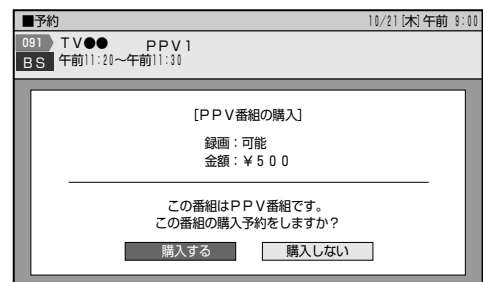 ■予約 10/21[木]午前 9:00
091 TV●● PPV1
BS 午前11:20～午前11:30
[PPV番組の購入]
録画：可能
金額：￥500
この番組はPPV番組です。
この番組の購入予約をしますか？
購入する 購入しない